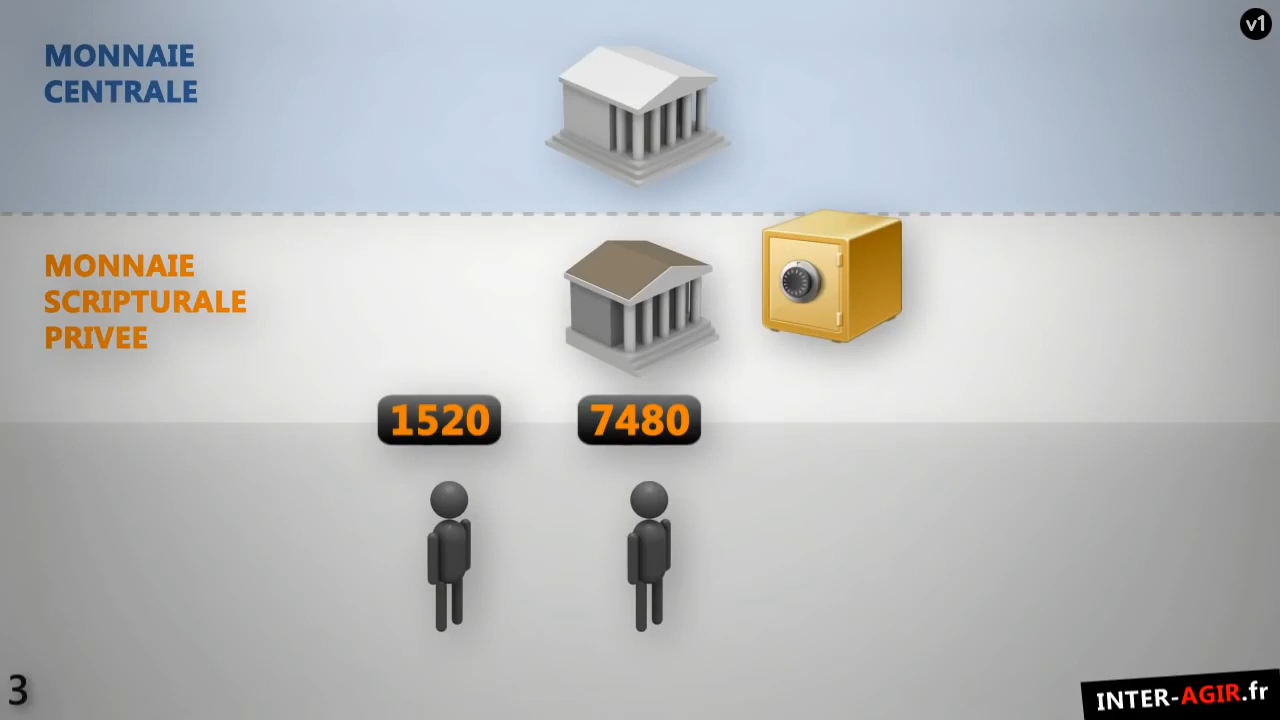 v1
MONNAIE
CENTRALE
MONNAIE
SCRIPTURALE
PRIVEE
1520
7480
3
INTER-AGIR.fr